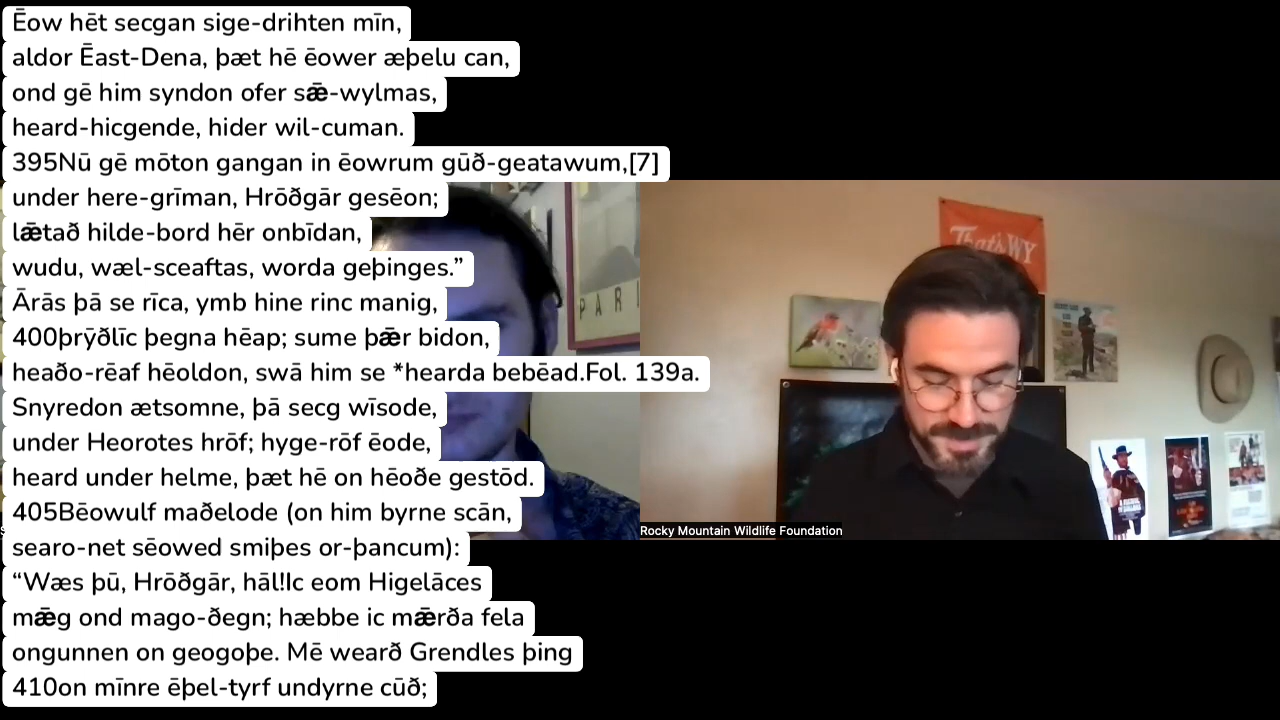 Ēow hēt secgan sige-drihten mīn,
aldor Ēast-Dena, þæt hē ēower æþelu can,
ond gē him syndon ofer sǣ-wylmas,
heard-hicgende, hider wil-cuman.
395Nū gē mōton gangan in ēowrum gūð-geatawum,[7]
under here-grīman, Hrōðgār gesēon;
lǣtað hilde-bord hēr onbīdan,
wudu, wæl-sceaftas, worda geþinges.”
Ārās þā se rīca, ymb hine rinc manig,
400þrȳðlīc þegna hēap; sume þǣr bidon,
heaðo-rēaf hēoldon, swā him se *hearda bebēad.Fol. 139a.
Snyredon ætsomne, þā secg wīsode,
under Heorotes hrōf; hyge-rōf ēode,
heard under helme, þæt hē on hēoðe gestōd.
405Bēowulf maðelode (on him byrne scān,
searo-net sēowed smiþes or-þancum):
“Wæs þū, Hrōðgār, hāl!Ic eom Higelāces
mǣg ond mago-ðegn; hæbbe ic mǣrða fela
ongunnen on geogoþe. Mē wearð Grendles þing
410on mīnre ēþel-tyrf undyrne cūð;
That's WY
PARI
Rocky Mountain Wildlife Foundation